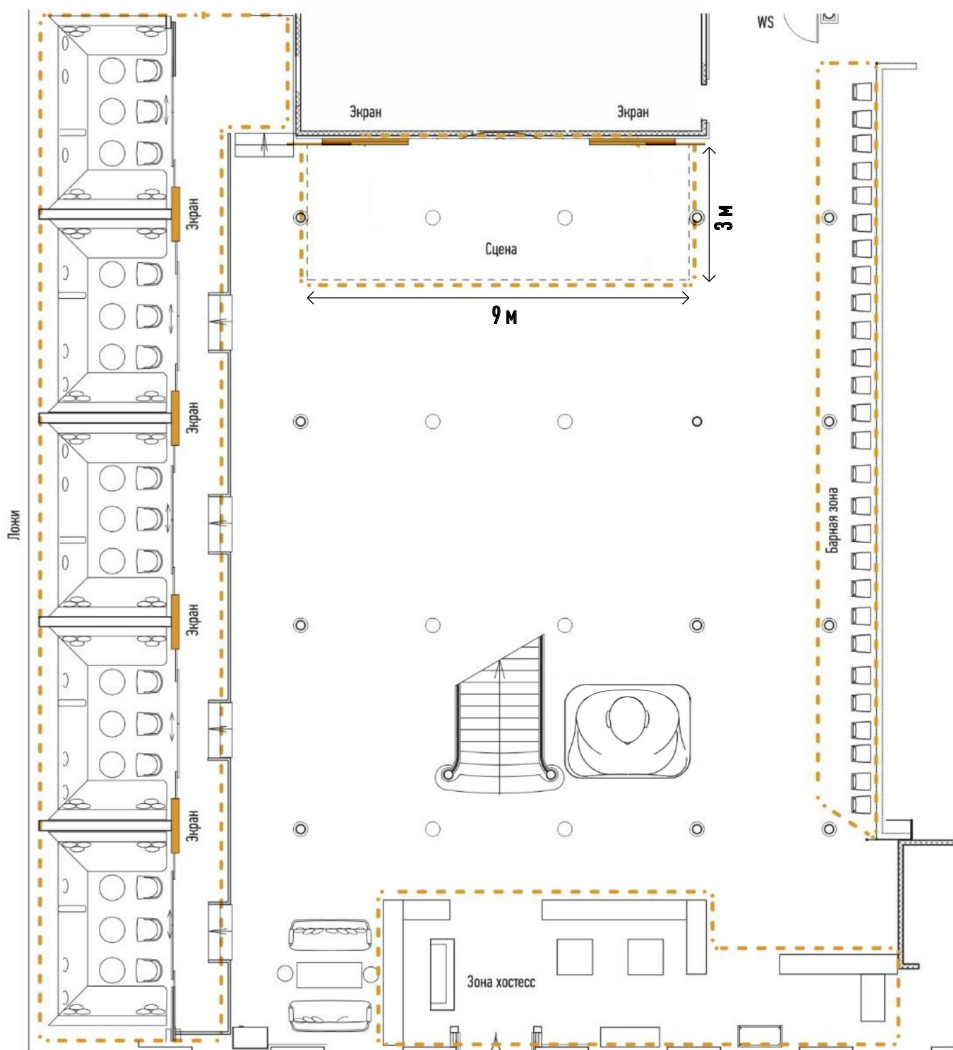 WS
Экран
Экран
Экран
Сцена
3 м
9 м
Экран
Ложи
Барная зона
Экран
Экран
Зона хостесс